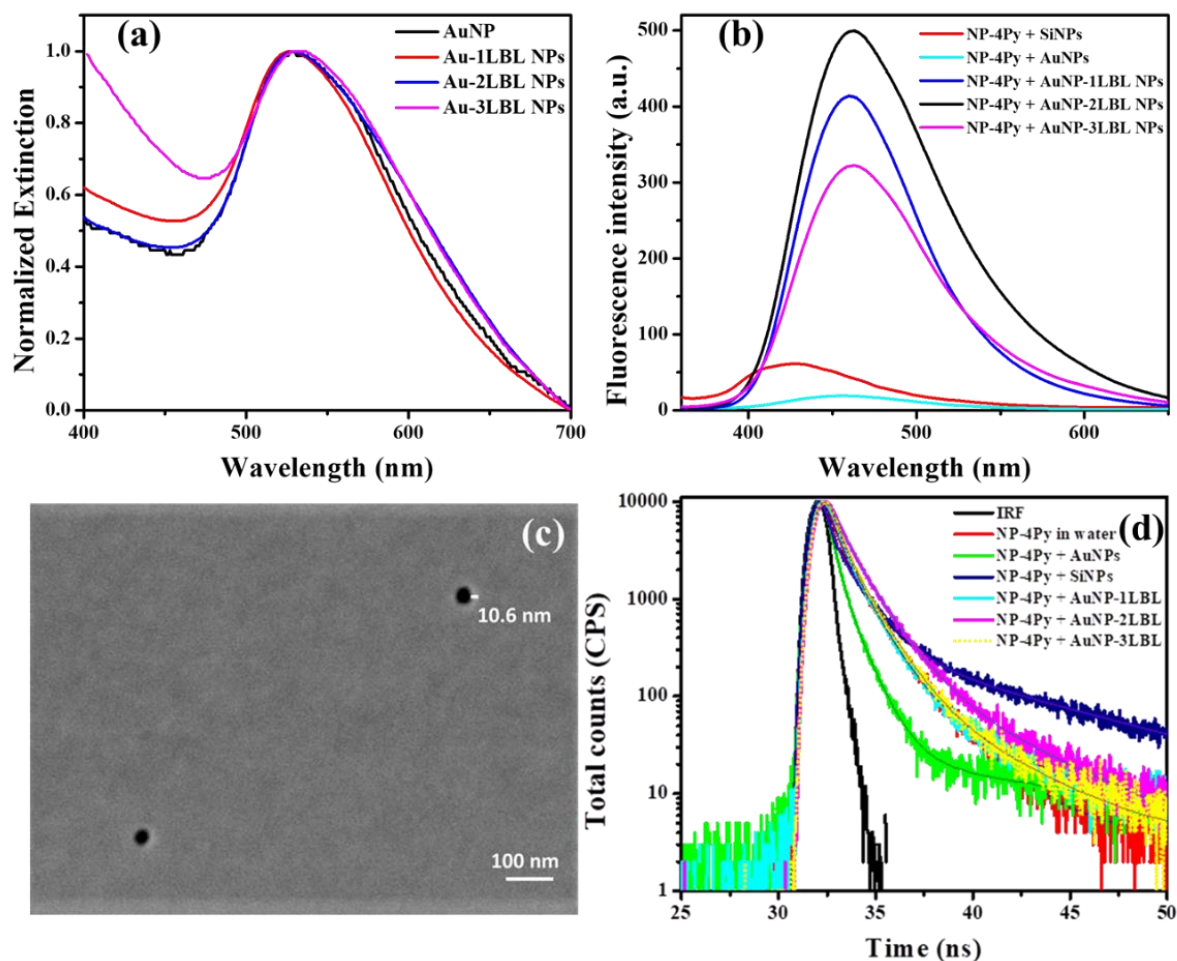 (a)
AuNP
Au-1LBL NPs
Au-2LBL NPs
Au-3LBL NPs
1.0
0.8
0.6
0.4
0.2
0.0
400
500
600
700
Normalized Extinction
Wavelength (nm)
(b)
NP-4Py + SiNPs
NP-4Py + AuNPs
NP-4Py + AuNP-1LBL NPs
NP-4Py + AuNP-2LBL NPs
NP-4Py + AuNP-3LBL NPs
500
400
300
200
100
0
400
500
600
Fluorescence intensity (a.u.)
Wavelength (nm)
(c)
10.6 nm
100 nm
(d)
IRF
NP-4Py in water
NP-4Py + AuNPs
NP-4Py + SiNPs
NP-4Py + AuNP-1LBL
NP-4Py + AuNP-2LBL
NP-4Py + AuNP-3LBL
10000
1000
100
10
1
25
30
35
40
45
50
Total counts (CPS)
Time (ns)